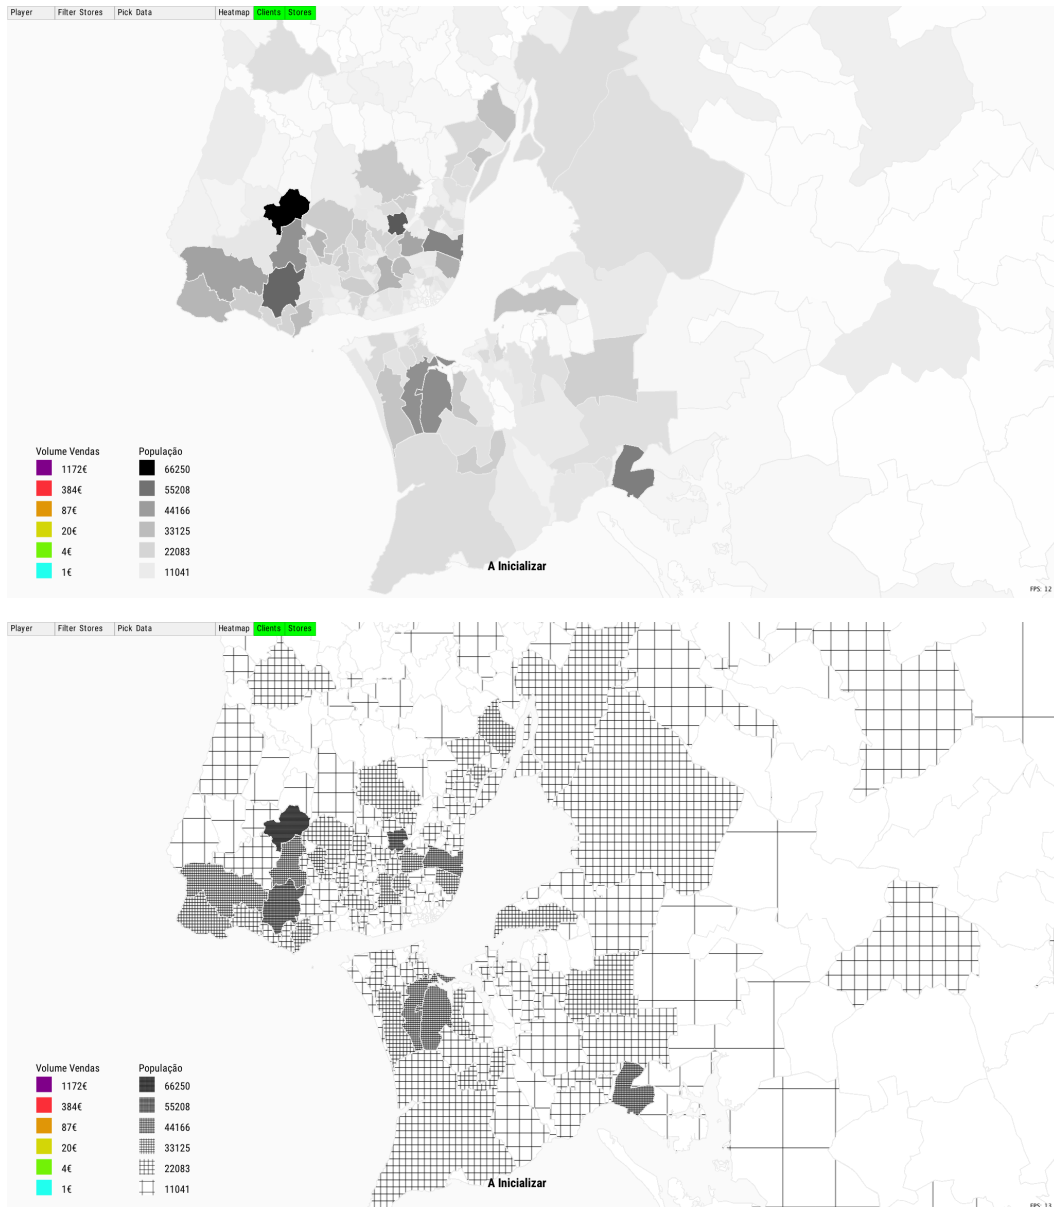 Player Filter Stores Pick Data Heatmap Clients Stores
Volume Vendas População
1172€ 66250
384€ 55208
87€ 44166
20€ 33125
4€ 22083
1€ 11041
A Inicializar
FPS: 12
Player Filter Stores Pick Data Heatmap Clients Stores
Volume Vendas População
1172€ 66250
384€ 55208
87€ 44166
20€ 33125
4€ 22083
1€ 11041
A Inicializar
FPS: 13